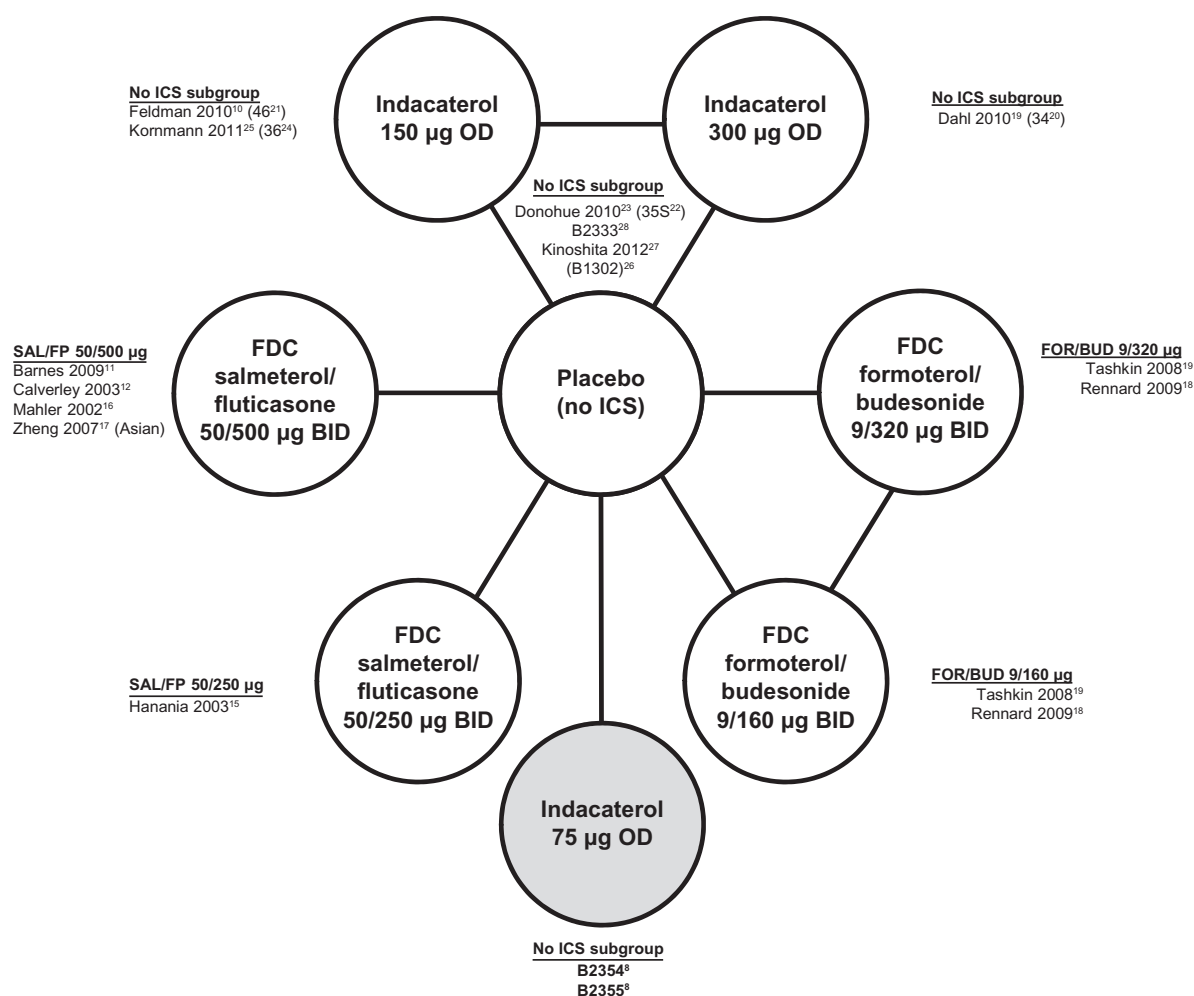 No ICS subgroup
Feldman 2010¹⁰ (46²¹)
Kornmann 2011²⁵ (36²⁴)
Indacaterol
150 µg OD
Indacaterol
300 µg OD
No ICS subgroup
Dahl 2010¹⁹ (34²⁰)
No ICS subgroup
Donohue 2010²³ (35S²²)
B2333²⁸
Kinoshita 2012²⁷
(B1302)²⁶
SAL/FP 50/500 µg
Barnes 2009¹¹
Calverley 2003¹²
Mahler 2002¹⁶
Zheng 2007¹⁷ (Asian)
FDC
salmeterol/
fluticasone
50/500 µg BID
Placebo
(no ICS)
FDC
formoterol/
budesonide
9/320 µg BID
FOR/BUD 9/320 µg
Tashkin 2008¹⁹
Rennard 2009¹⁸
SAL/FP 50/250 µg
Hanania 2003¹⁵
FDC
salmeterol/
fluticasone
50/250 µg BID
FDC
formoterol/
budesonide
9/160 µg BID
FOR/BUD 9/160 µg
Tashkin 2008¹⁹
Rennard 2009¹⁸
Indacaterol
75 µg OD
No ICS subgroup
B2354⁸
B2355⁸